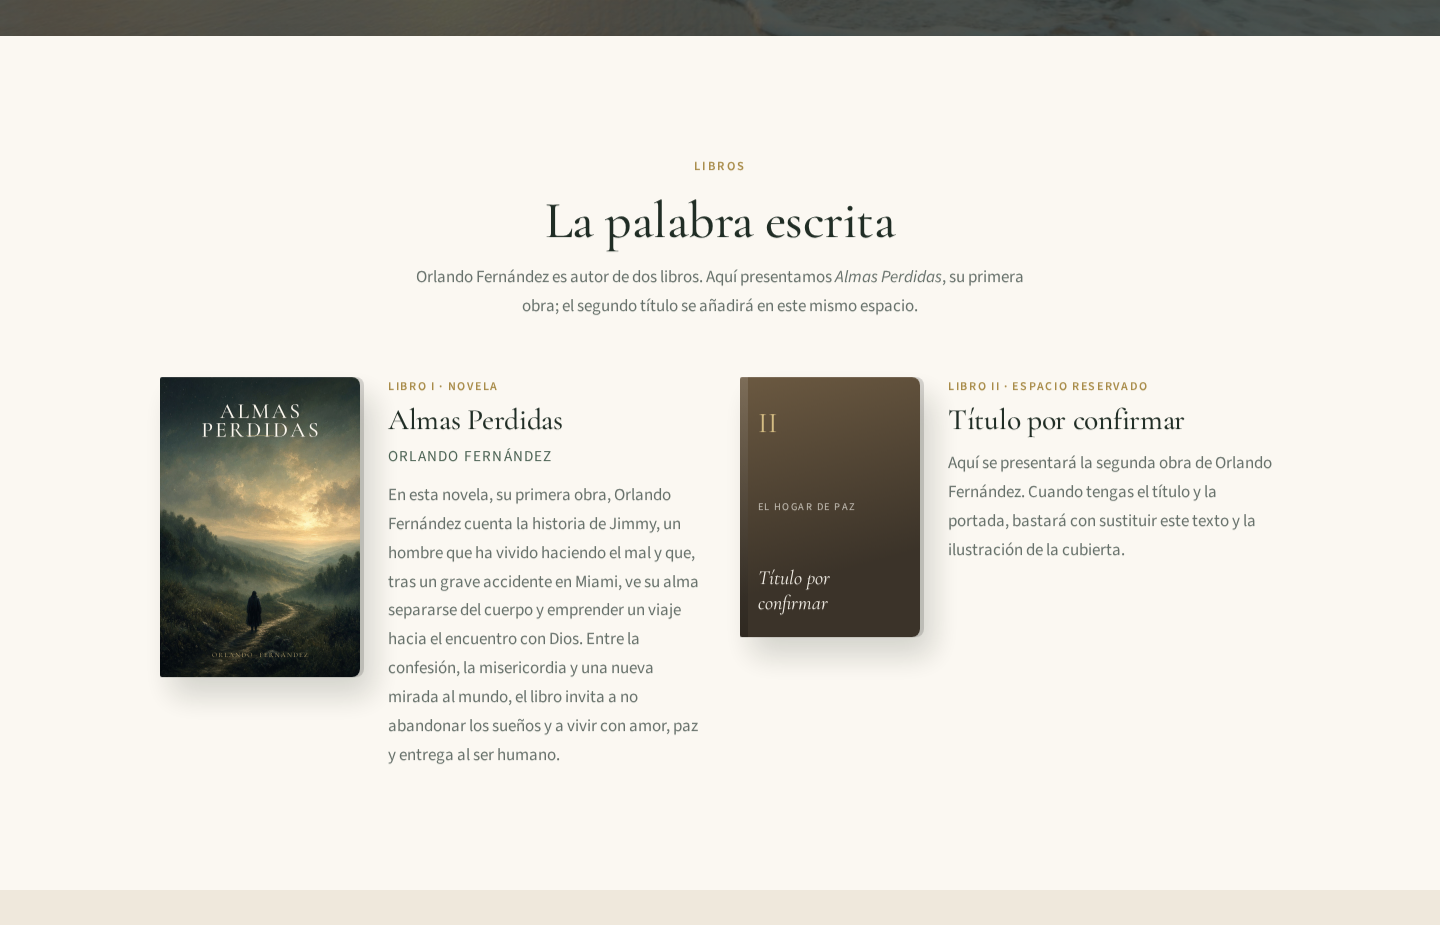 LIBROS
La palabra escrita
Orlando Fernández es autor de dos libros. Aquí presentamos Almas Perdidas, su primera
obra; el segundo título se añadirá en este mismo espacio.
ALMAS
PERDIDAS
ORLANDO FERNÁNDEZ
LIBRO I · NOVELA
Almas Perdidas
ORLANDO FERNÁNDEZ
En esta novela, su primera obra, Orlando
Fernández cuenta la historia de Jimmy, un
hombre que ha vivido haciendo el mal y que,
tras un grave accidente en Miami, ve su alma
separarse del cuerpo y emprender un viaje
hacia el encuentro con Dios. Entre la
confesión, la misericordia y una nueva
mirada al mundo, el libro invita a no
abandonar los sueños y a vivir con amor, paz
y entrega al ser humano.
II
EL HOGAR DE PAZ
Título por
confirmar
LIBRO II · ESPACIO RESERVADO
Título por confirmar
Aquí se presentará la segunda obra de Orlando
Fernández. Cuando tengas el título y la
portada, bastará con sustituir este texto y la
ilustración de la cubierta.